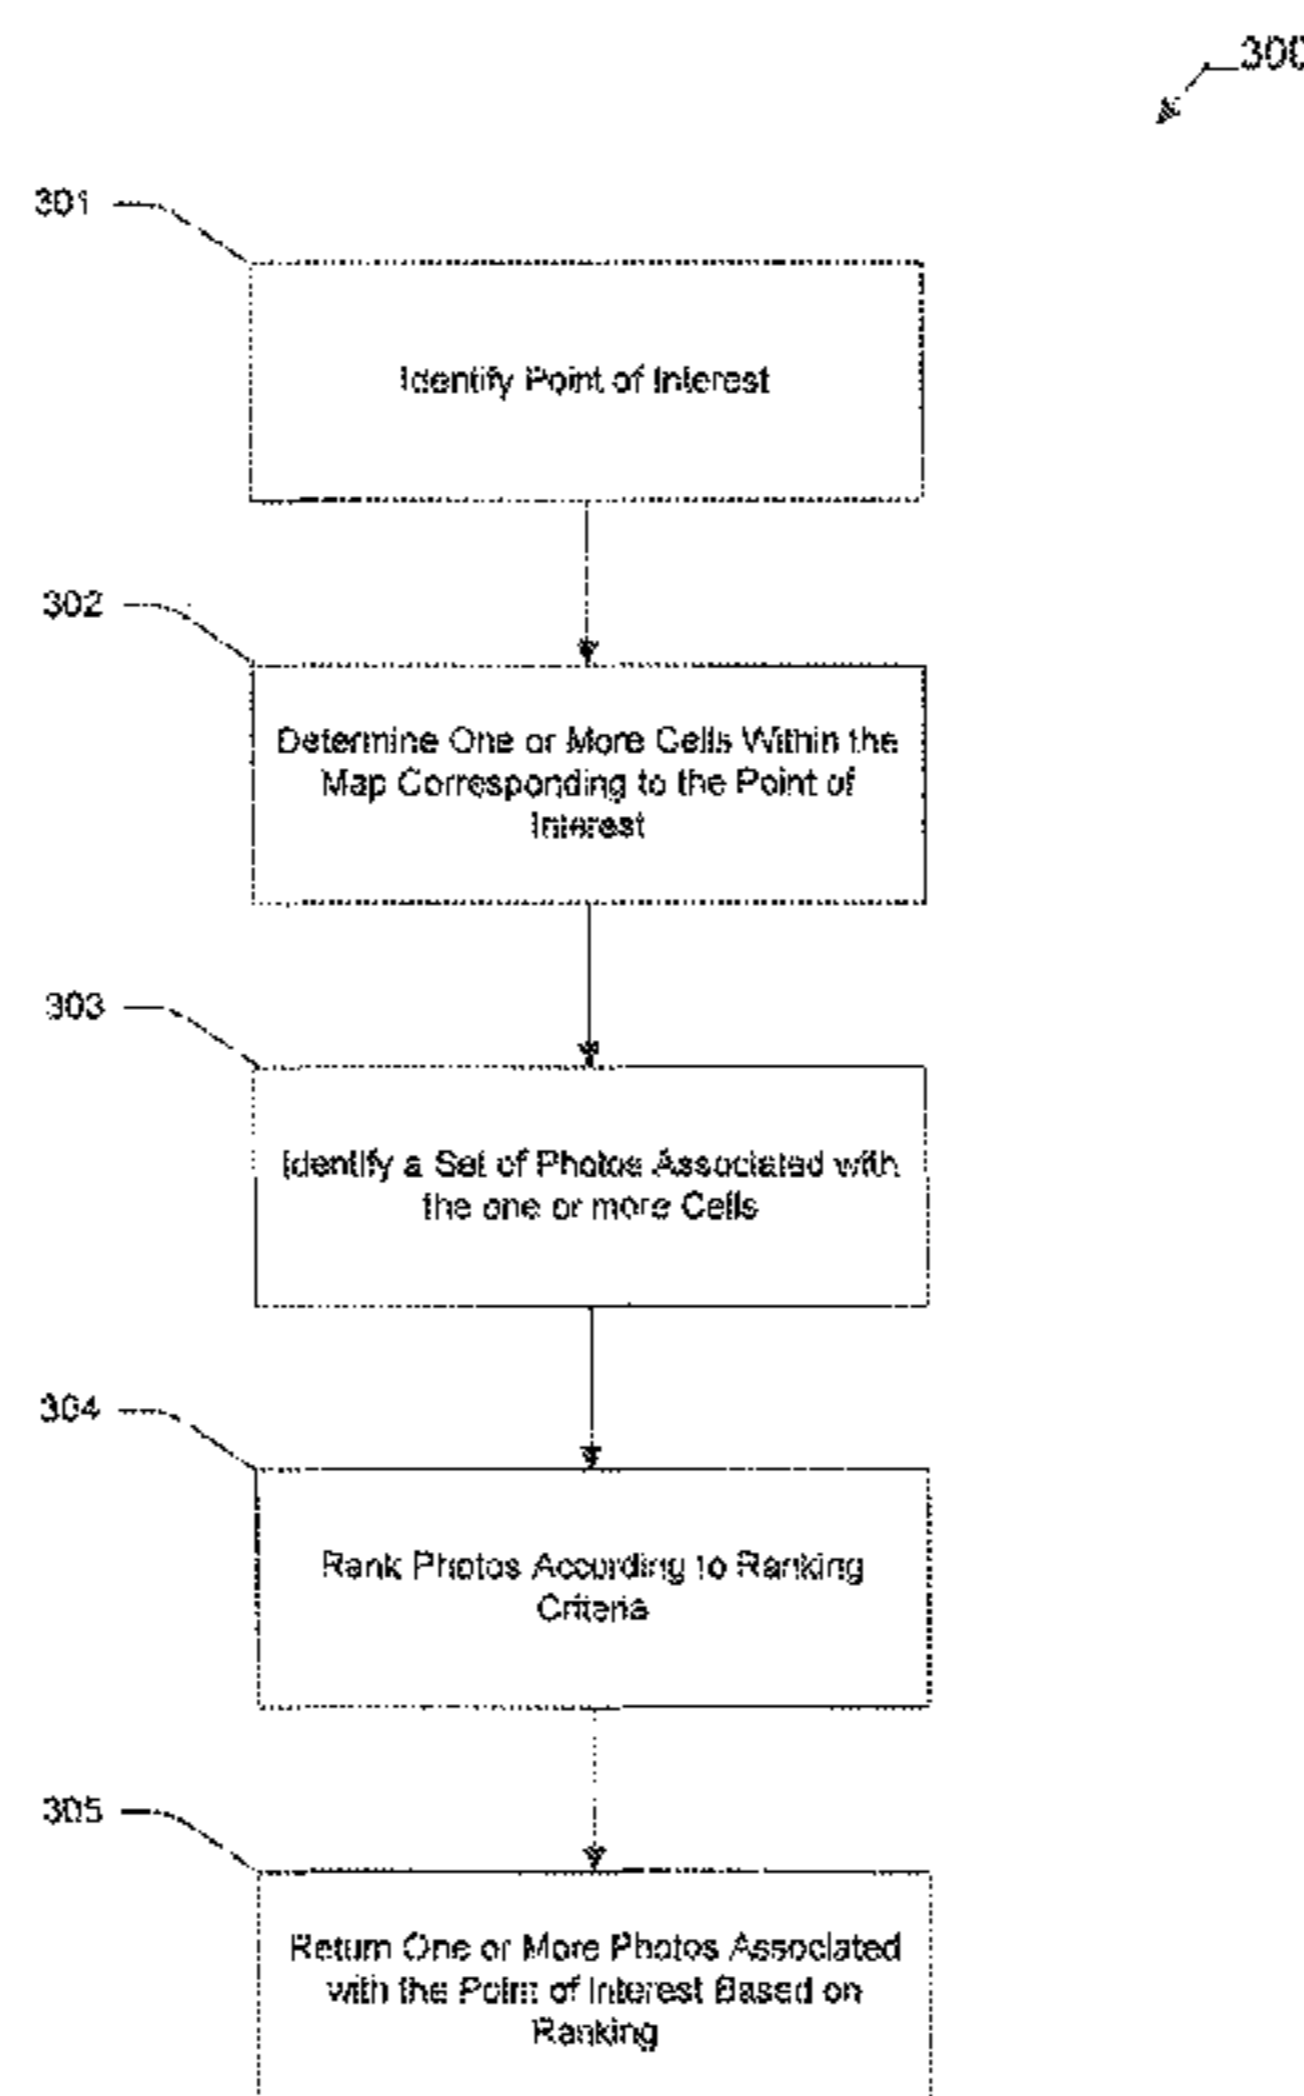 300
301
Identify Point of Interest
302
Determine One or More Cells Within the
Map Corresponding to the Point of
Interest
303
Identify a Set of Photos Associated with
the one or more Cells
304
Rank Photos According to Ranking
Criteria
305
Return One or More Photos Associated
with the Point of Interest Based on
Ranking